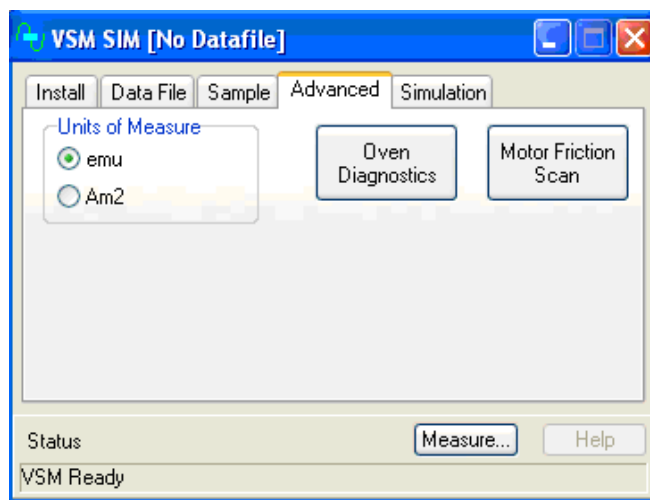 VSM SIM [No Datafile]
Install Data File Sample Advanced Simulation
Units of Measure
emu
Am2
Oven
Diagnostics
Motor Friction
Scan
Status
Measure...
Help
VSM Ready